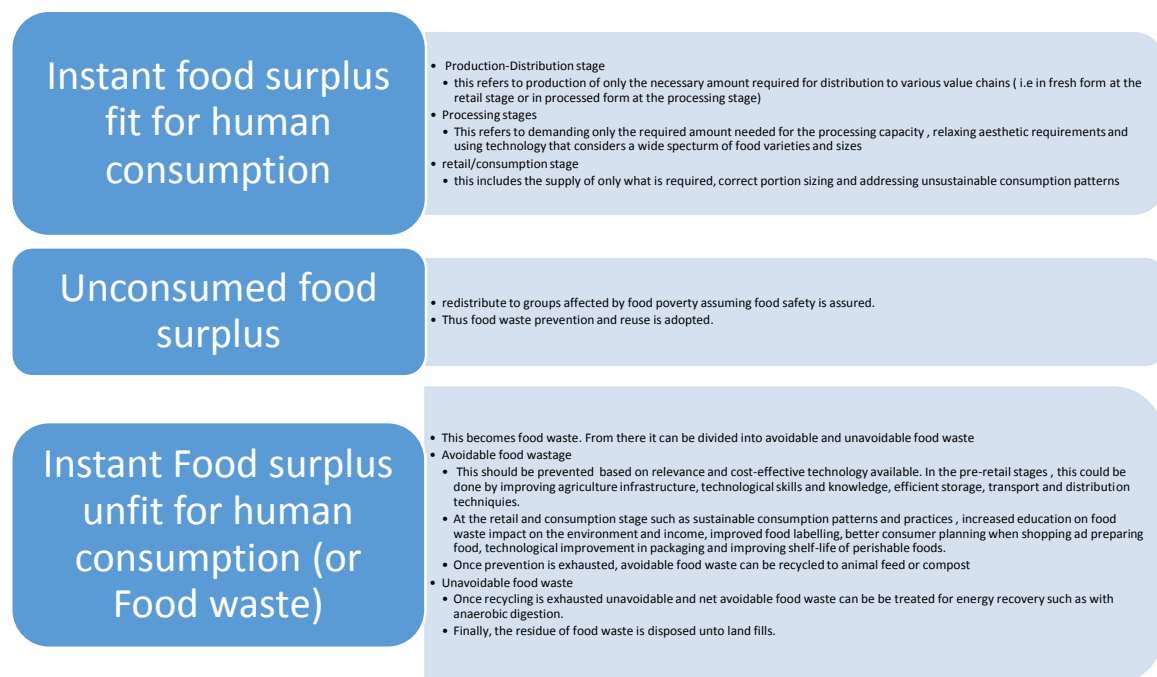 Instant food surplus
fit for human
consumption
• Production-Distribution stage
• this refers to production of only the necessary amount required for distribution to various value chains ( i.e in fresh form at the
retail stage or in processed form at the processing stage)
• Processing stages
• This refers to demanding only the required amount needed for the processing capacity , relaxing aesthetic requirements and
using technology that considers a wide specturm of food varieties and sizes
• retail/consumption stage
• this includes the supply of only what is required, correct portion sizing and addressing unsustainable consumption patterns
Unconsumed food
surplus
• redistribute to groups affected by food poverty assuming food safety is assured.
• Thus food waste prevention and reuse is adopted.
Instant Food surplus
unfit for human
consumption (or
Food waste)
• This becomes food waste. From there it can be divided into avoidable and unavoidable food waste
• Avoidable food wastage
• This should be prevented based on relevance and cost-effective technology available. In the pre-retail stages , this could be
done by improving agriculture infrastructure, technological skills and knowledge, efficient storage, transport and distribution
techniquies.
• At the retail and consumption stage such as sustainable consumption patterns and practices , increased education on food
waste impact on the environment and income, improved food labelling, better consumer planning when shopping ad preparing
food, technological improvement in packaging and improving shelf-life of perishable foods.
• Once prevention is exhausted, avoidable food waste can be recycled to animal feed or compost
• Unavoidable food waste
• Once recycling is exhausted unavoidable and net avoidable food waste can be be treated for energy recovery such as with
anaerobic digestion.
• Finally, the residue of food waste is disposed unto land fills.